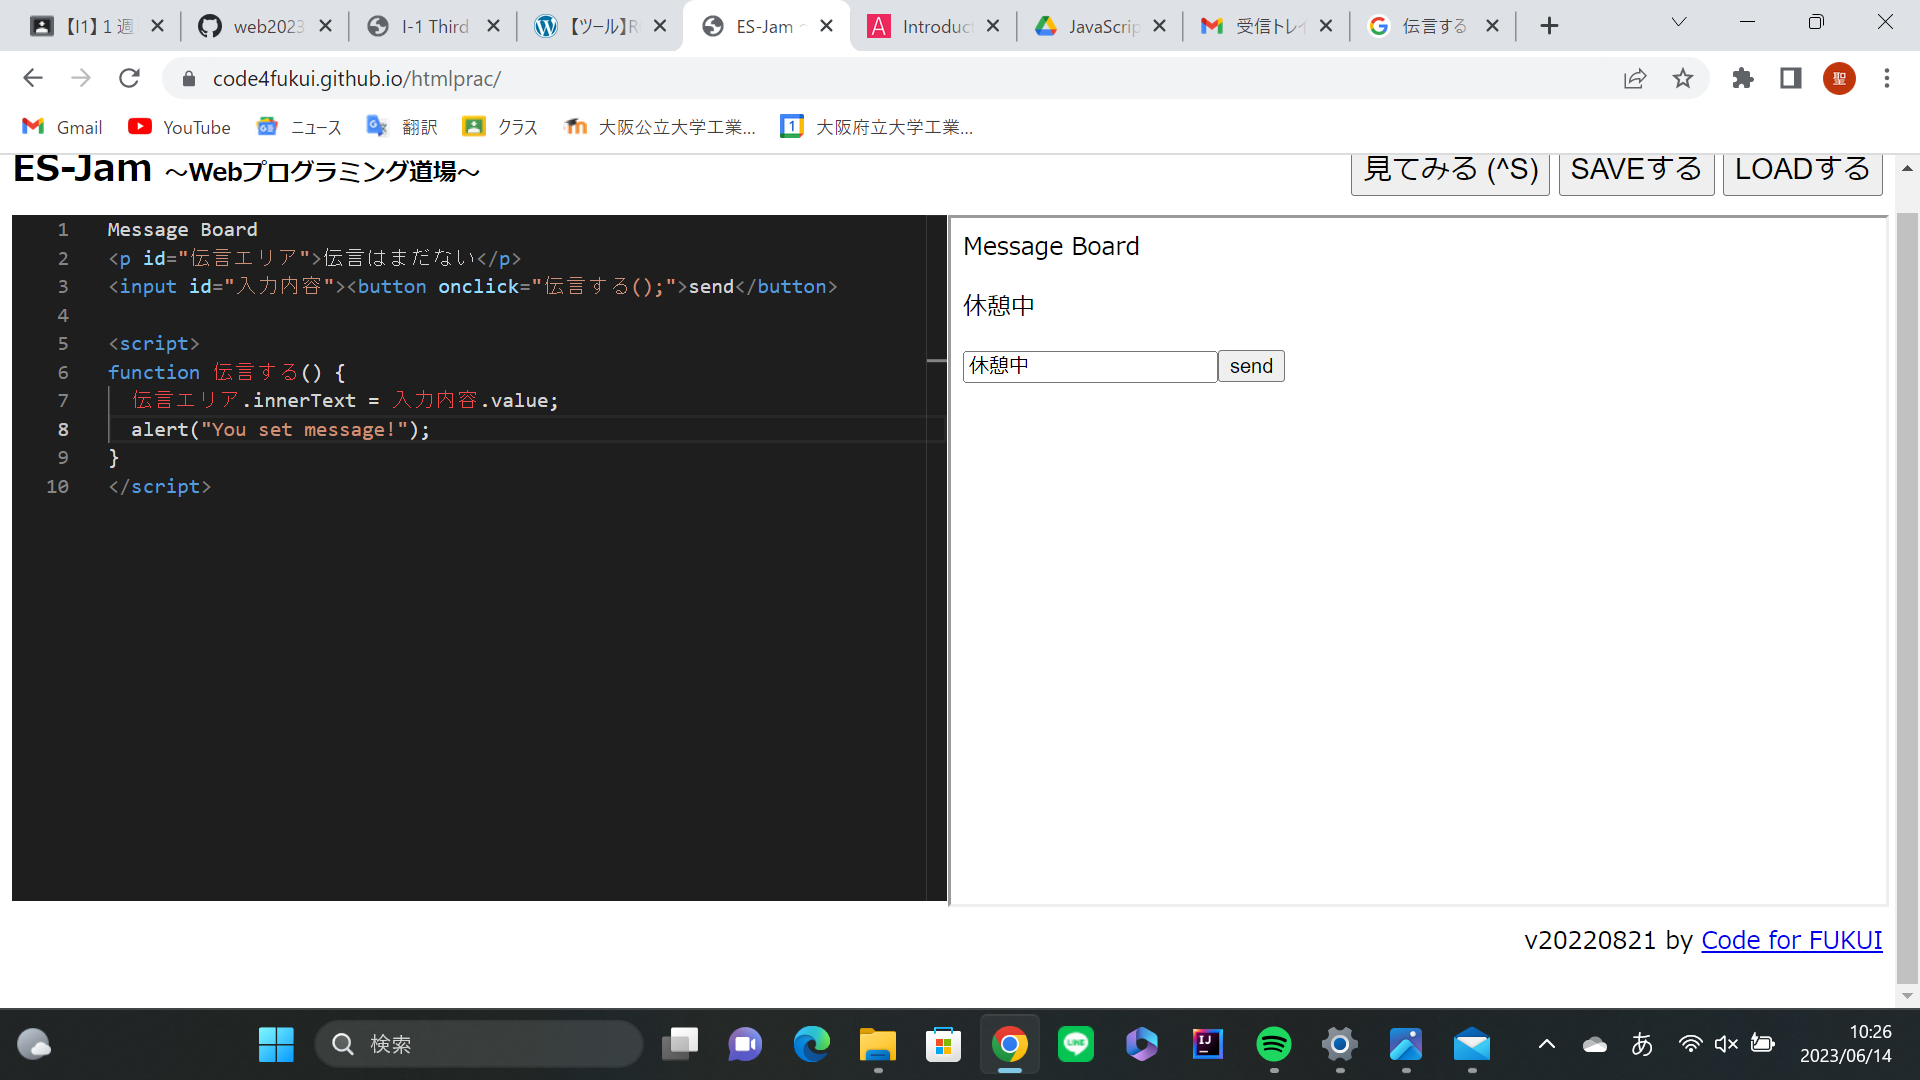 【I1】1 週
web2023
I-1 Third
【ツール】R
ES-Jam ～
Introduct
JavaScrip
受信トレイ
伝言する
code4fukui.github.io/htmlprac/
聖
Gmail
YouTube
ニュース
翻訳
クラス
大阪公立大学工業...
1
大阪府立大学工業...
ES-Jam ～Webプログラミング道場～
見てみる (^S)
SAVEする
LOADする
1 Message Board
2 <p id="伝言エリア">伝言はまだない</p>
3 <input id="入力内容"><button onclick="伝言する();">send</button>
4
5 <script>
6 function 伝言する() {
7 伝言エリア.innerText = 入力内容.value;
8 alert("You set message!");
9 }
10 </script>
Message Board
休憩中
休憩中
send
v20220821 by Code for FUKUI
検索
LINE
IJ
あ
10:26
2023/06/14